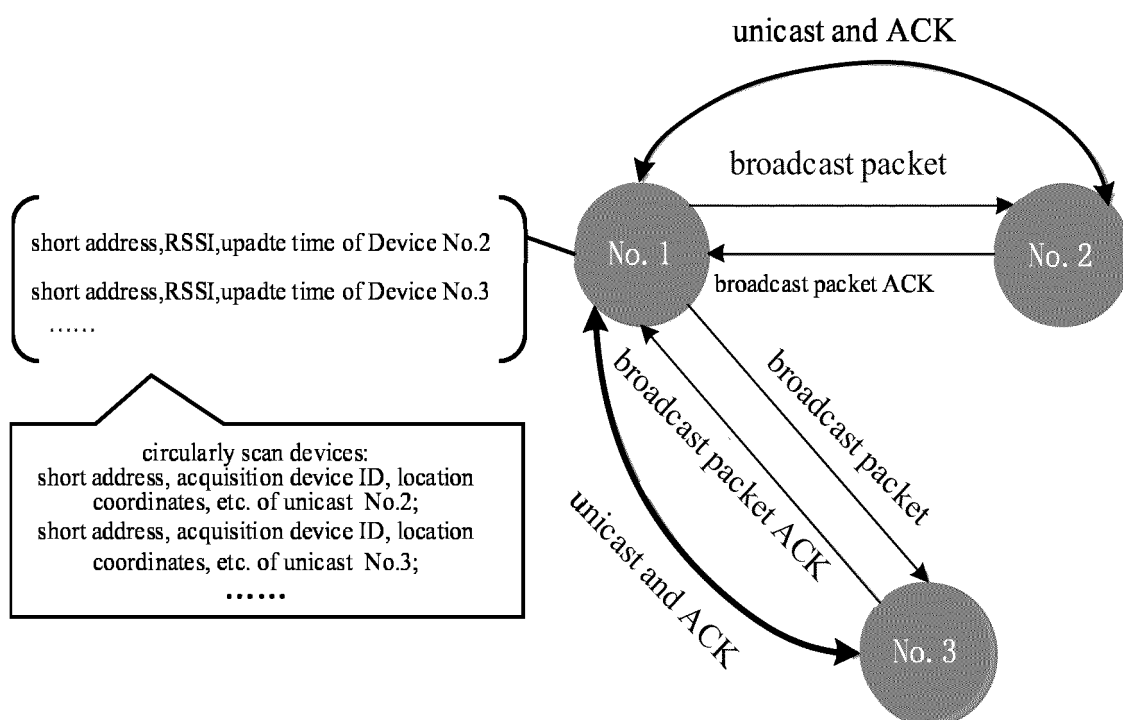 unicast and ACK
broadcast packet
No. 1
No. 2
broadcast packet ACK
short address,RSSI,upadte time of Device No.2
short address,RSSI,upadte time of Device No.3
......
circularly scan devices:
short address, acquisition device ID, location
coordinates, etc. of unicast No.2;
short address, acquisition device ID, location
coordinates, etc. of unicast No.3;
......
broadcast packet
broadcast packet ACK
unicast and ACK
No. 3